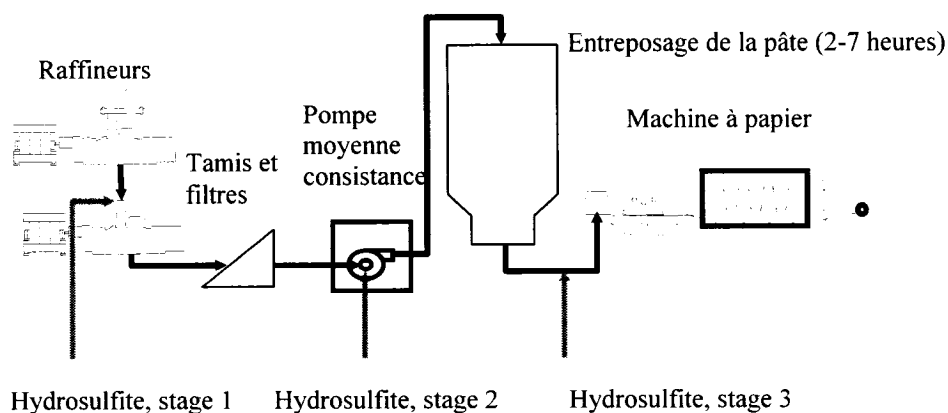 Entreposage de la pâte (2-7 heures)
Raffineurs
Pompe
moyenne
consistance
Machine à papier
Tamis et
filtres
Hydrosulfite, stage 1
Hydrosulfite, stage 2
Hydrosulfite, stage 3